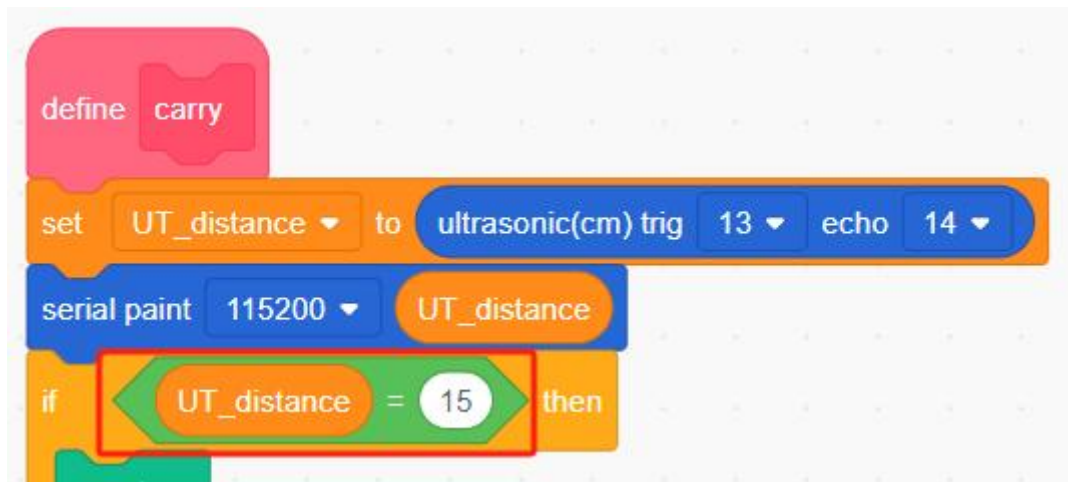 define carry
set UT_distance to ultrasonic(cm) trig 13 echo 14
serial paint 115200 UT_distance
if UT_distance = 15 then